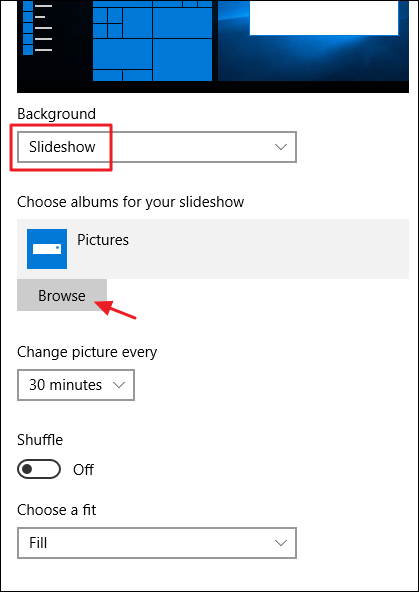 Background
Slideshow
Choose albums for your slideshow
Pictures
Browse
Change picture every
30 minutes
Shuffle
Off
Choose a fit
Fill